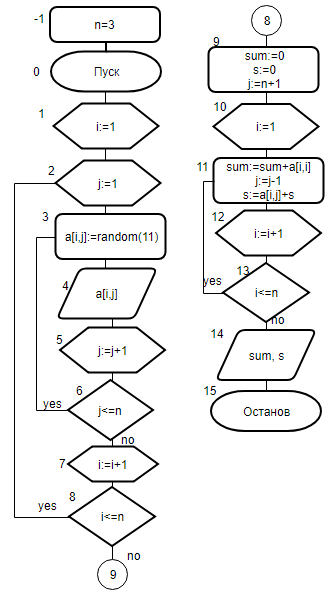 -1
n=3
0
Пуск
1
i:=1
2
j:=1
3
a[i,j]:=random(11)
4
a[i,j]
5
j:=j+1
6
j<=n
yes
no
7
i:=i+1
8
i<=n
yes
no
9
8
9
sum:=0
s:=0
j:=n+1
10
i:=1
11
sum:=sum+a[i,i]
j:=j-1
s:=a[i,j]+s
12
i:=i+1
13
i<=n
yes
no
14
sum, s
15
Останов